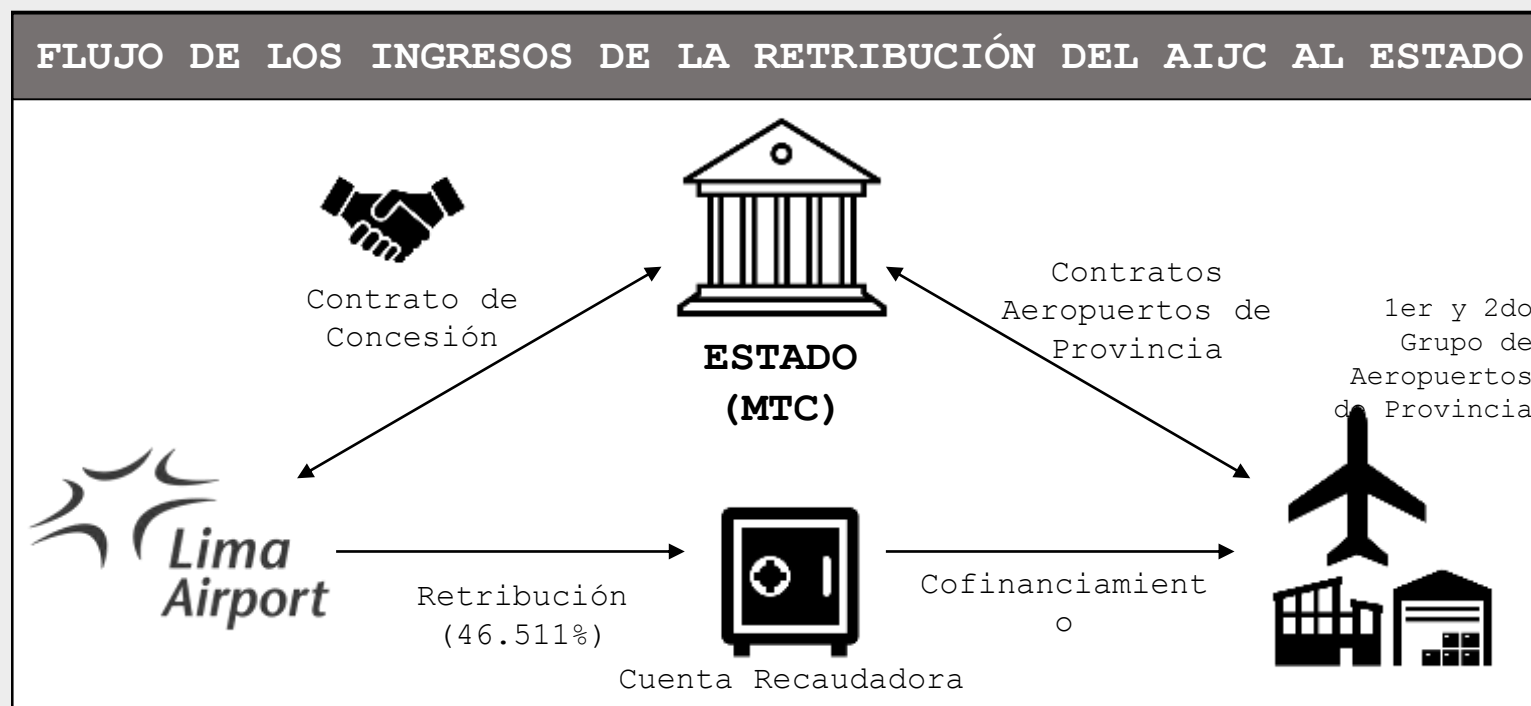 FLUJO DE LOS INGRESOS DE LA RETRIBUCIÓN DEL AIJC AL ESTADO
Contrato de
Concesión
ESTADO
(MTC)
Contratos
Aeropuertos de
Provincia
1er y 2do
Grupo de
Aeropuertos
de Provincia
Lima
Airport
Retribución
(46.511%)
Cuenta Recaudadora
Cofinanciamient
o